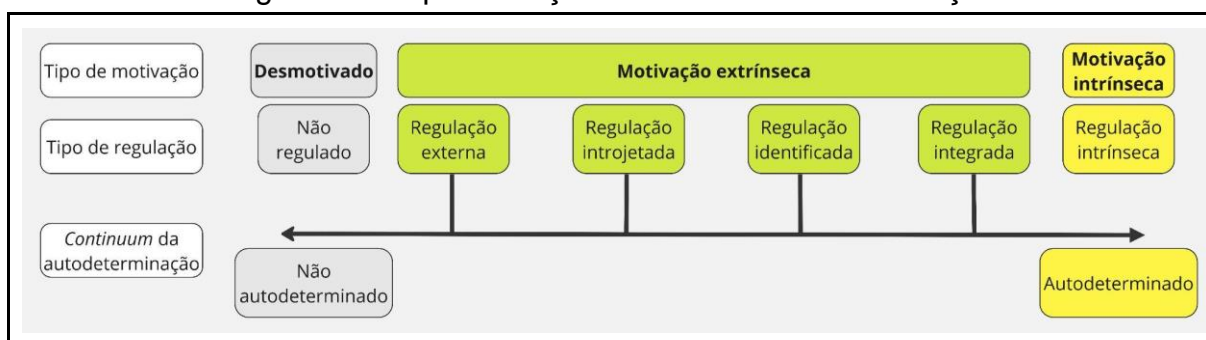 Tipo de motivação
Desmotivado
Motivação extrínseca
Motivação
intrínseca
Tipo de regulação
Não
regulado
Regulação
externa
Regulação
introjetada
Regulação
identificada
Regulação
integrada
Regulação
intrínseca
Continuum da
autodeterminação
Não
autodeterminado
Autodeterminado